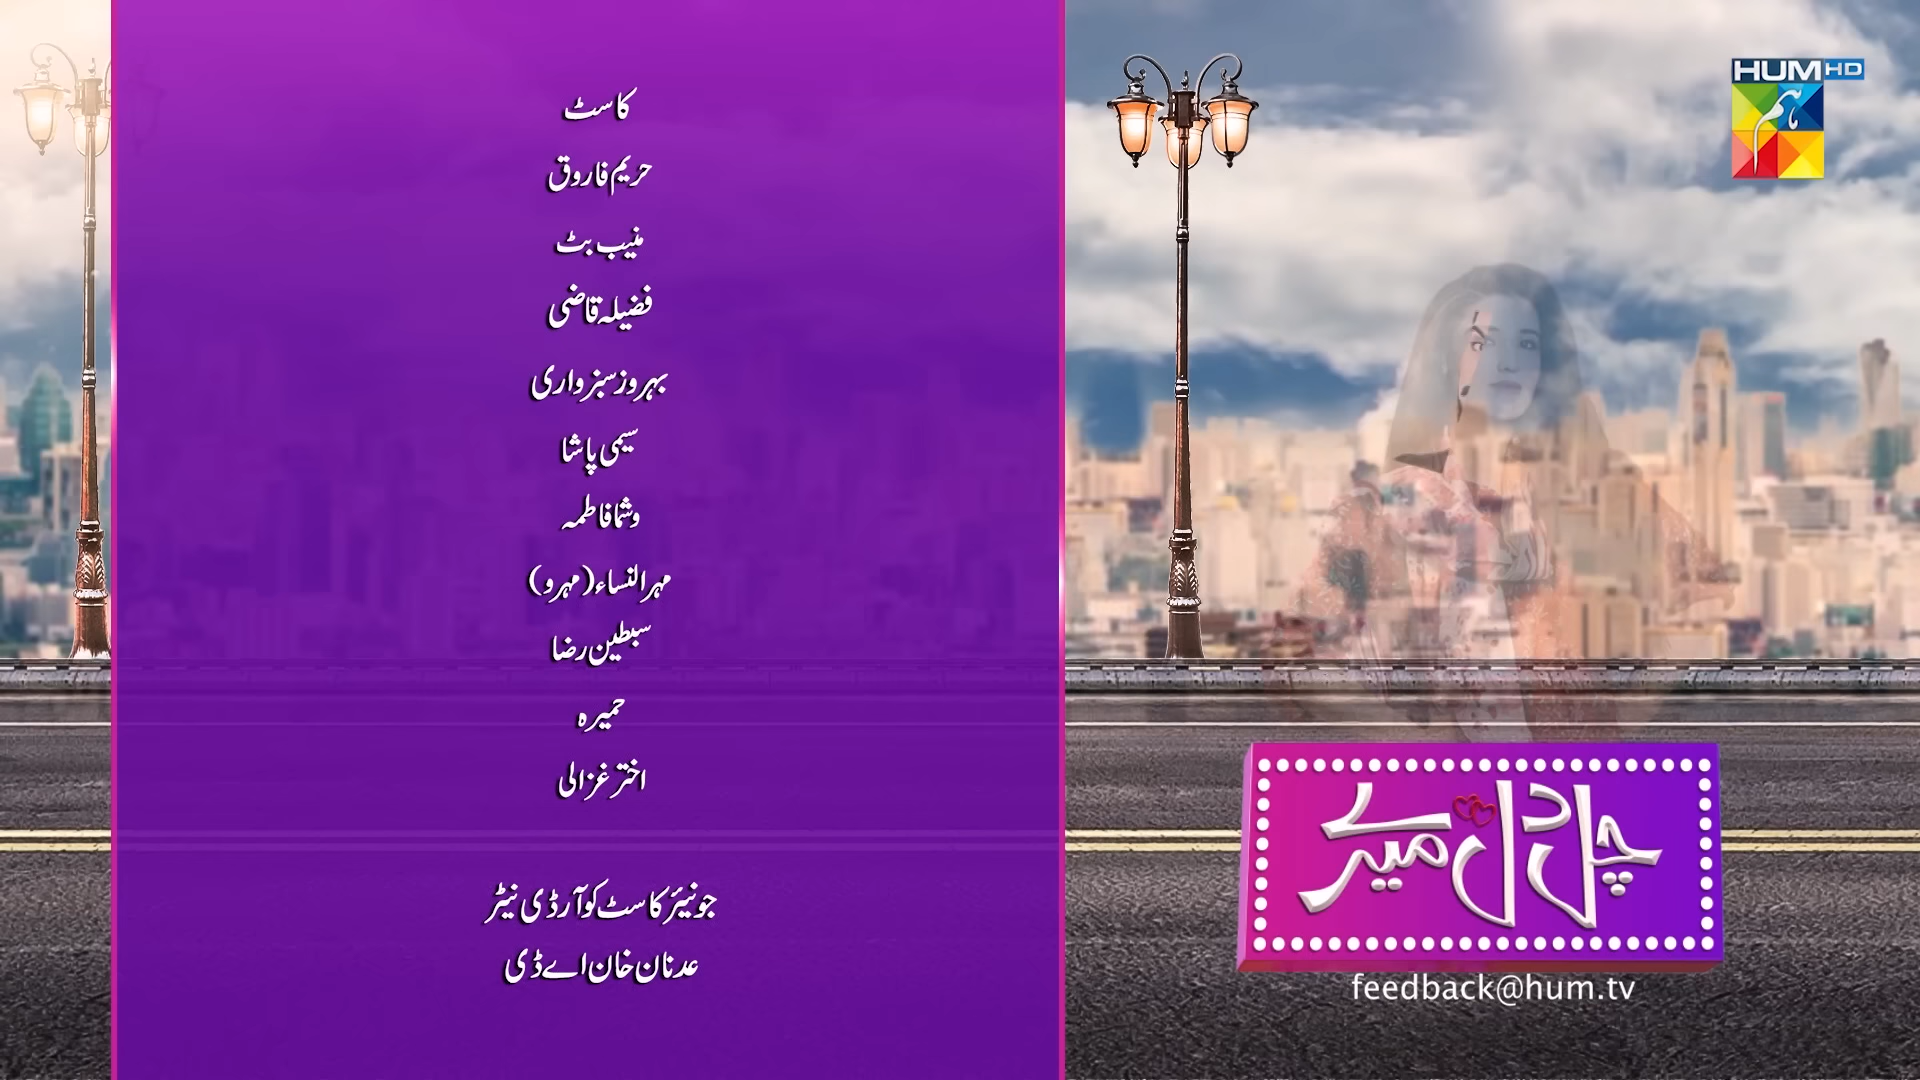 کاسٹ
حریم فاروق
منیب بٹ
فضیلہ قاضی
بہروز سبزواری
سیمی پاشا
وشما فاطمہ
مہرالنساء (مہرو)
سبطین رضا
حمیرہ
اختر غزالی
جونیئر کاسٹ کوآرڈی نیٹر
عدنان خان اے ڈی
HUM HD
ہم
چل دل میرے
feedback@hum.tv